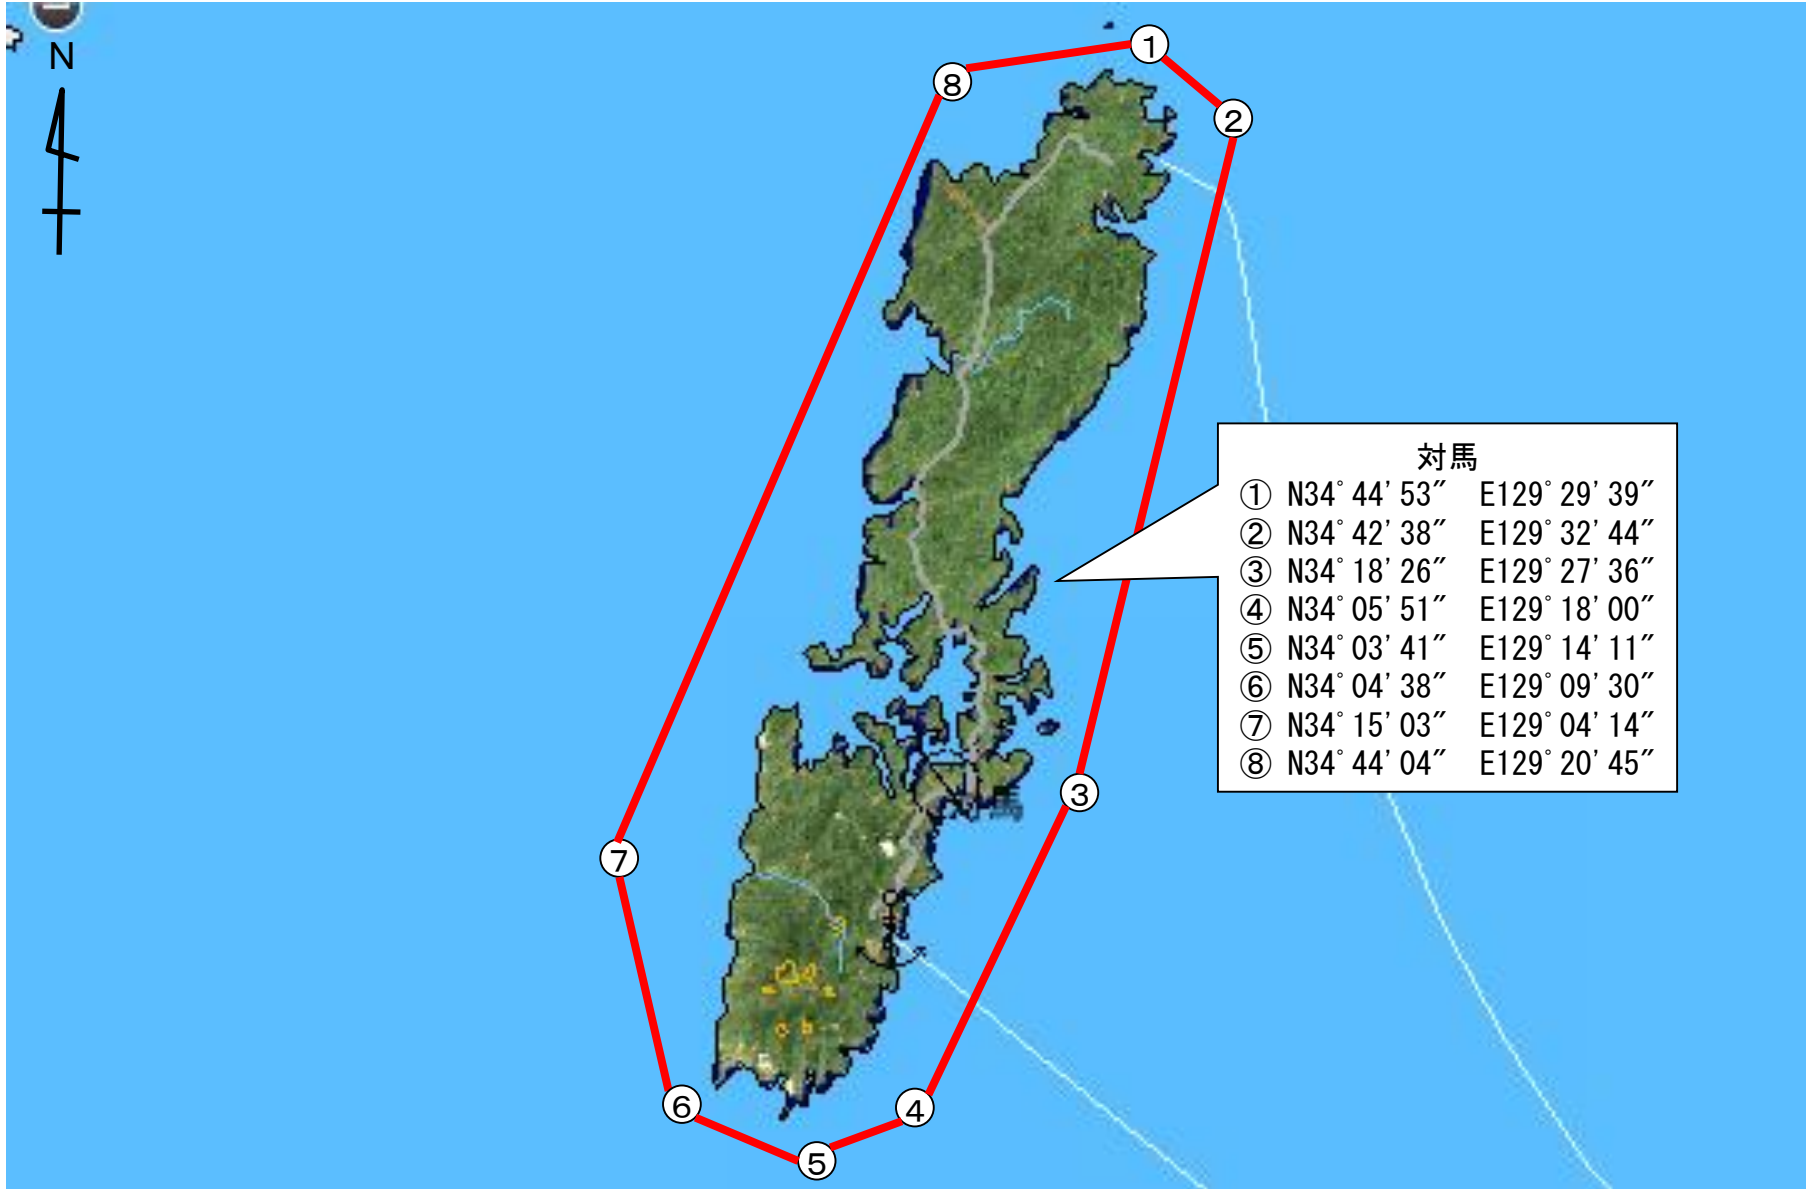 N
①
⑧
②
対馬
① N34°44'53″ E129°29'39″
② N34°42'38″ E129°32'44″
③ N34°18'26″ E129°27'36″
④ N34°05'51″ E129°18'00″
⑤ N34°03'41″ E129°14'11″
⑥ N34°04'38″ E129°09'30″
⑦ N34°15'03″ E129°04'14″
⑧ N34°44'04″ E129°20'45″
③
⑦
⑥
④
⑤